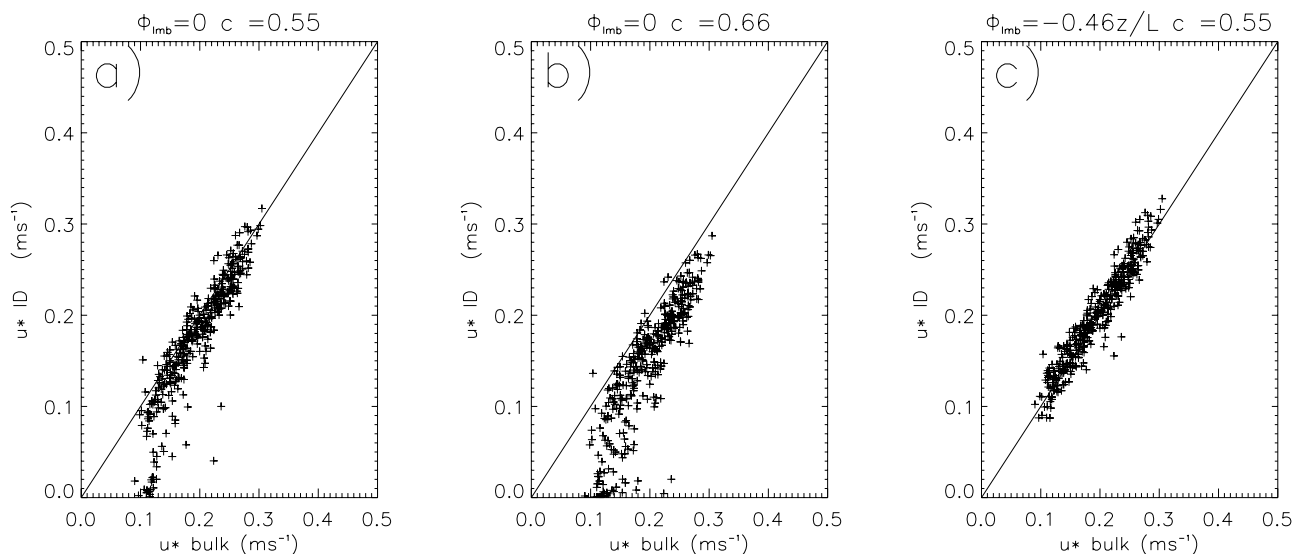 Φlmb=0 c =0.55
a)
0.5
0.4
0.3
0.2
0.1
0.0
u* ID (ms⁻¹)
0.0 0.1 0.2 0.3 0.4 0.5
u* bulk (ms⁻¹)
Φlmb=0 c =0.66
b)
0.5
0.4
0.3
0.2
0.1
0.0
u* ID (ms⁻¹)
0.0 0.1 0.2 0.3 0.4 0.5
u* bulk (ms⁻¹)
Φlmb=−0.46z/L c =0.55
c)
0.5
0.4
0.3
0.2
0.1
0.0
u* ID (ms⁻¹)
0.0 0.1 0.2 0.3 0.4 0.5
u* bulk (ms⁻¹)